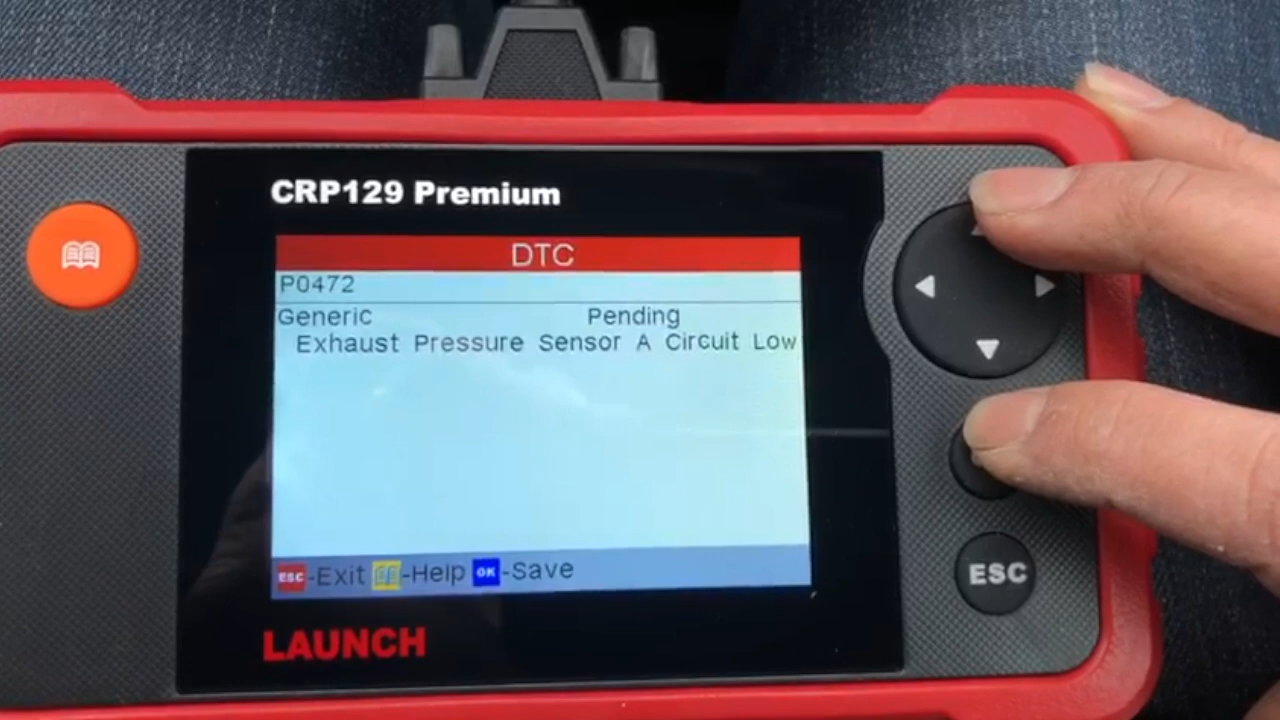 CRP129 Premium
DTC
P0472
Generic Pending
Exhaust Pressure Sensor A Circuit Low
ESC-Exit -Help OK-Save
ESC
LAUNCH